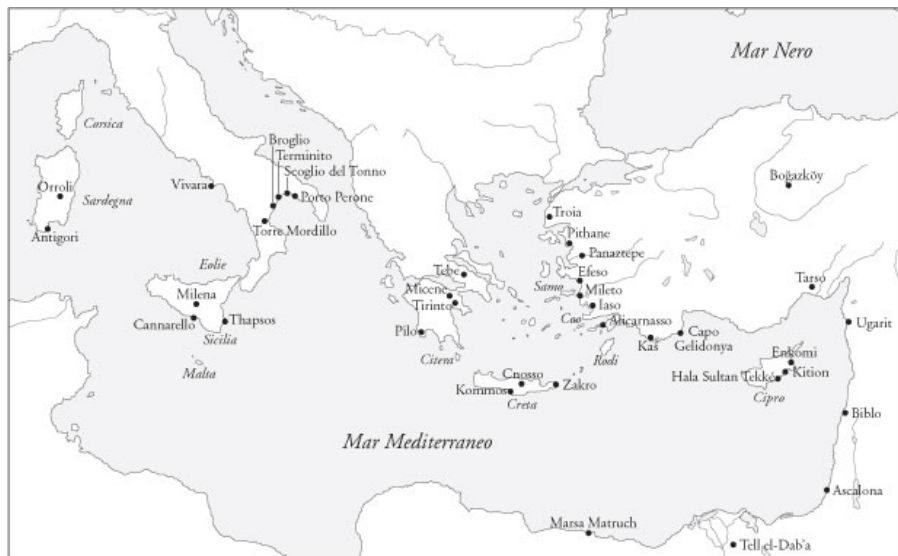 Mar Nero
Corsica
Broglio
Terminito
Scoglio del Tonno
Vivara
Porto Perone
Orroli
Sardegna
Antigori
Torre Mordillo
Boğazköy
Troia
Pithane
Panaztepe
Eolie
Tebe
Efeso
Micene
Samo
Mileto
Tarso
Milena
Tirinto
Iaso
Cannarello
Thapsos
Coo
Alicarnasso
Ugarit
Sicilia
Pilo
Kaş
Capo
Gelidonya
Citera
Rodi
Enkomi
Malta
Cnosso
Zakro
Hala Sultan Tekké
Kition
Kommos
Creta
Cipro
Biblo
Mar Mediterraneo
Ascalona
Marsa Matruch
Tell el-Dab'a